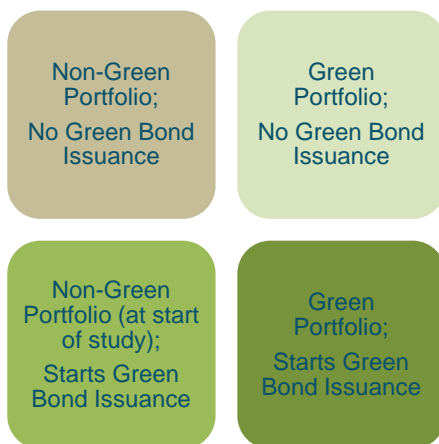 Non-Green
Portfolio;
No Green Bond
Issuance
Green
Portfolio;
No Green Bond
Issuance
Non-Green
Portfolio (at start
of study);
Starts Green
Bond Issuance
Green
Portfolio;
Starts Green
Bond Issuance